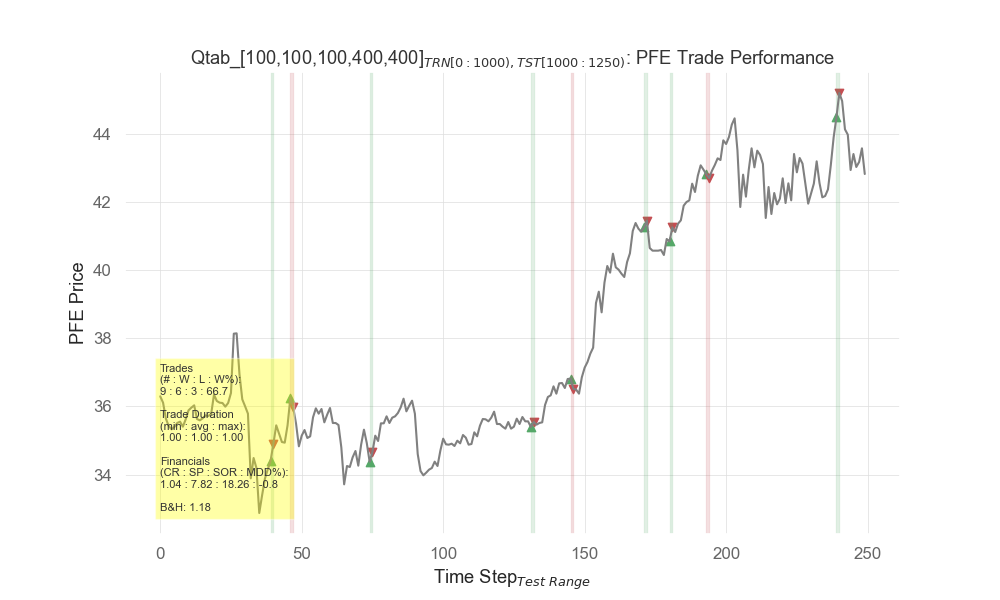 Qtab_[100,100,100,400,400]TRN[0 : 1000), TST[1000 : 1250): PFE Trade Performance
44
42
40
38
36
34
PFE Price
Trades
(# : W : L : W%):
9 : 6 : 3 : 66.7
Trade Duration
(min : avg : max):
1.00 : 1.00 : 1.00
Financials
(CR : SP : SOR : MDD%):
1.04 : 7.82 : 18.26 : -0.8
B&H: 1.18
0 50 100 150 200 250
Time StepTest Range